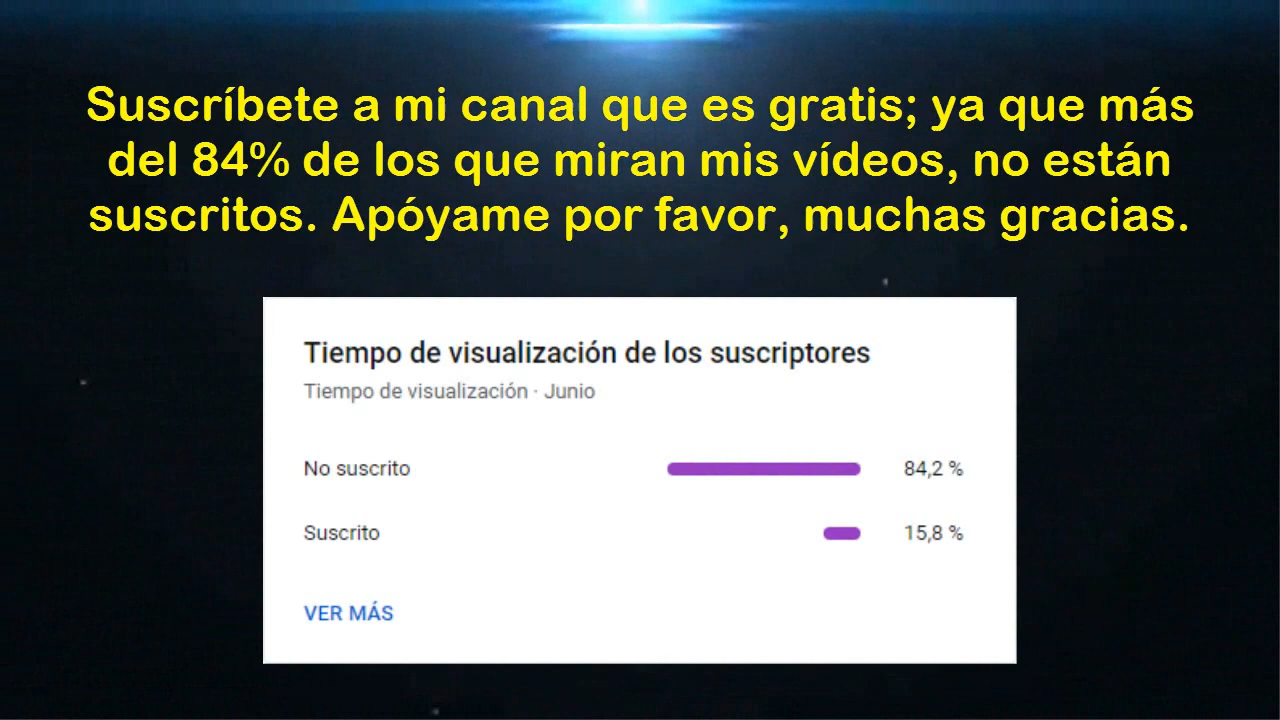 Suscríbete a mi canal que es gratis; ya que más
del 84% de los que miran mis vídeos, no están
suscritos. Apóyame por favor, muchas gracias.
Tiempo de visualización de los suscriptores
Tiempo de visualización · Junio
No suscrito 84,2 %
Suscrito 15,8 %
VER MÁS